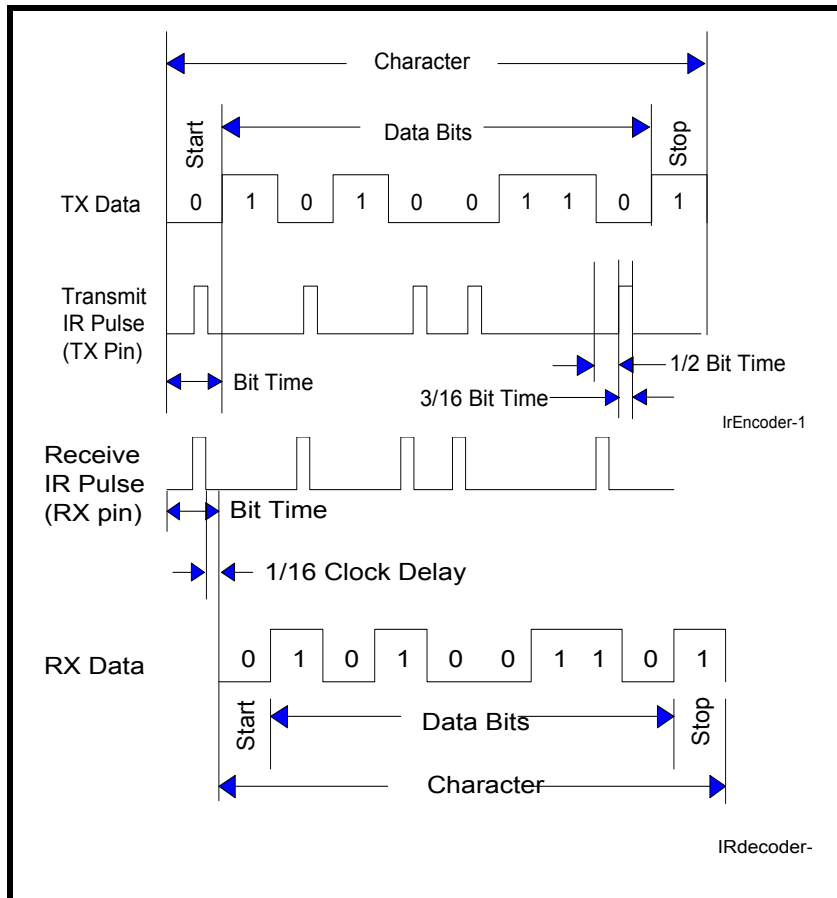 Character
Start
Data Bits
Stop
TX Data
0 1 0 1 0 0 1 1 0 1
Transmit
IR Pulse
(TX Pin)
Bit Time
1/2 Bit Time
3/16 Bit Time
IrEncoder-1
Receive
IR Pulse
(RX pin)
Bit Time
1/16 Clock Delay
RX Data
0 1 0 1 0 0 1 1 0 1
Start
Data Bits
Stop
Character
IRdecoder-